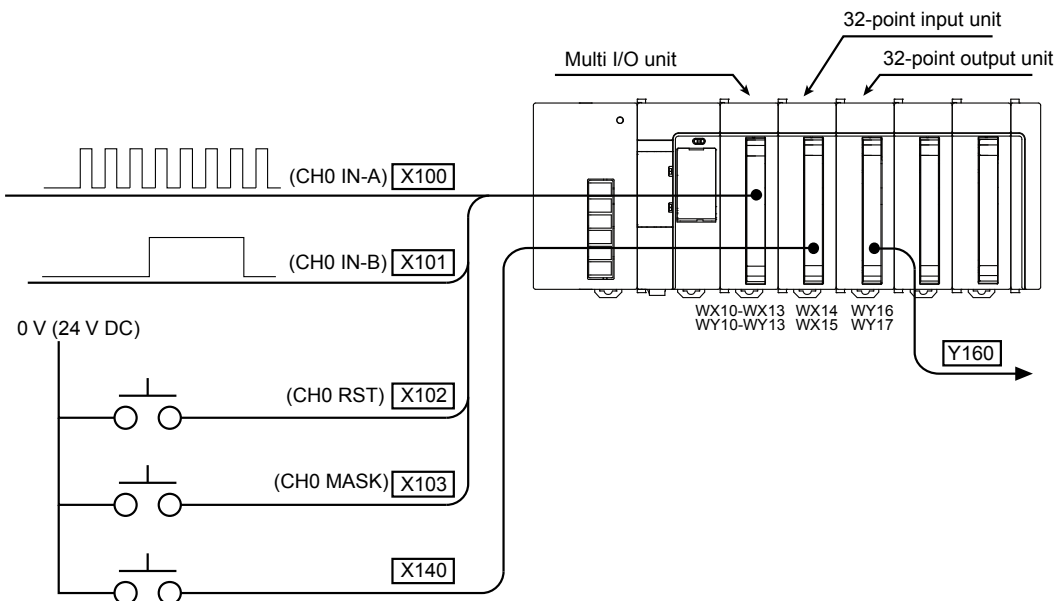 32-point input unit
Multi I/O unit
32-point output unit
(CH0 IN-A) X100
(CH0 IN-B) X101
WX10-WX13 WX14 WY16
WY10-WY13 WX15 WY17
0 V (24 V DC)
Y160
(CH0 RST) X102
(CH0 MASK) X103
X140